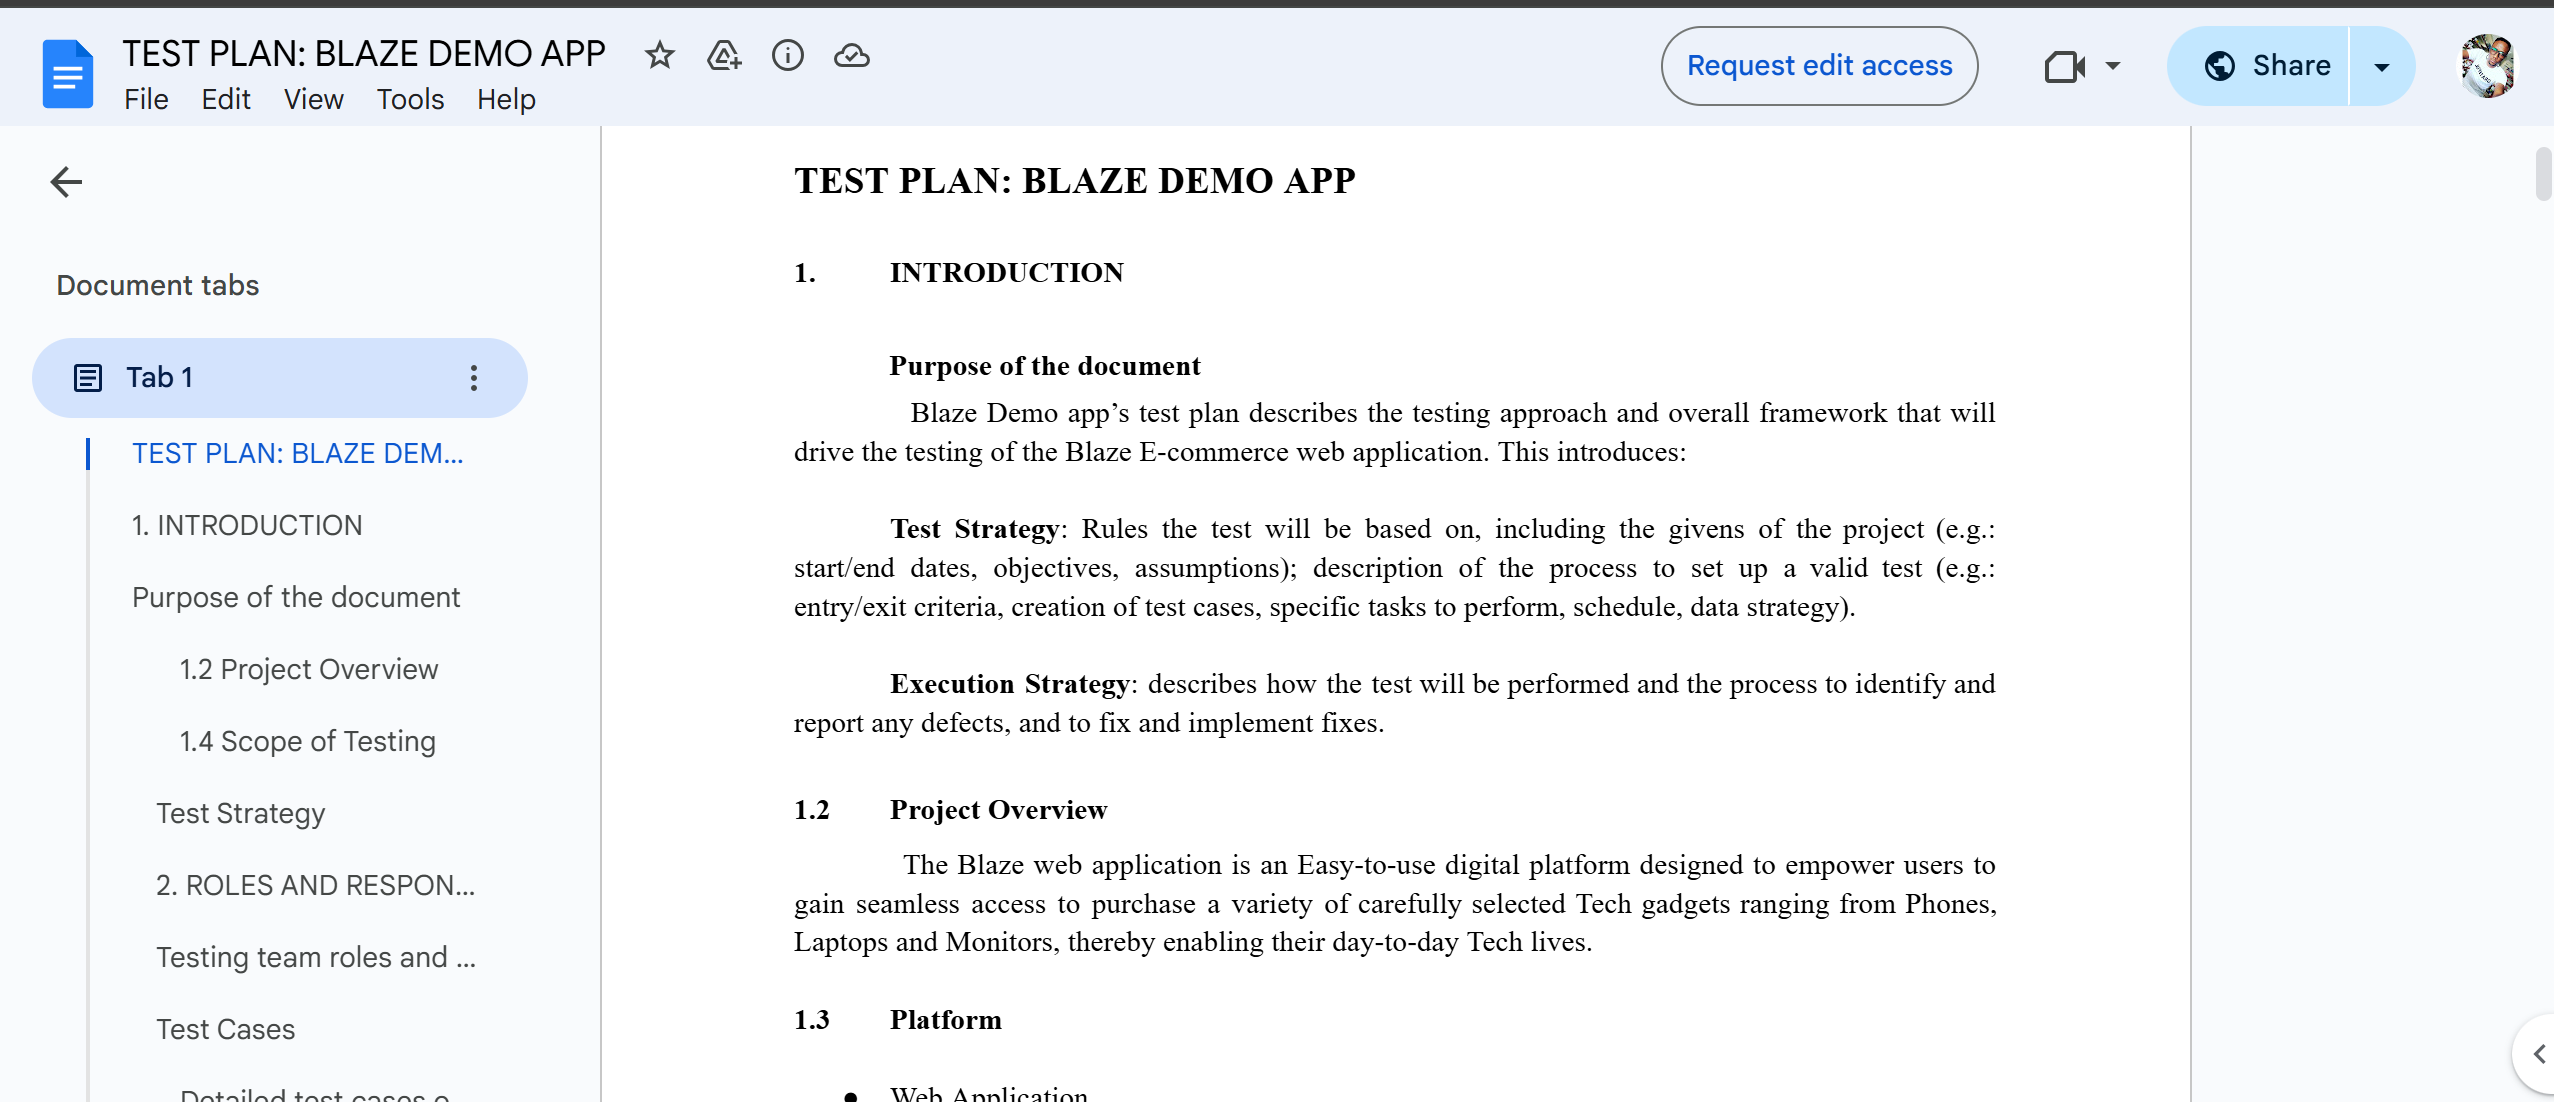 TEST PLAN: BLAZE DEMO APP
File Edit View Tools Help
Request edit access
Share
Document tabs
Tab 1
TEST PLAN: BLAZE DEM...
1. INTRODUCTION
Purpose of the document
1.2 Project Overview
1.4 Scope of Testing
Test Strategy
2. ROLES AND RESPON...
Testing team roles and ...
Test Cases
Detailed test cases o
TEST PLAN: BLAZE DEMO APP
1. INTRODUCTION
Purpose of the document
Blaze Demo app’s test plan describes the testing approach and overall framework that will
drive the testing of the Blaze E-commerce web application. This introduces:
Test Strategy: Rules the test will be based on, including the givens of the project (e.g.:
start/end dates, objectives, assumptions); description of the process to set up a valid test (e.g.:
entry/exit criteria, creation of test cases, specific tasks to perform, schedule, data strategy).
Execution Strategy: describes how the test will be performed and the process to identify and
report any defects, and to fix and implement fixes.
1.2 Project Overview
The Blaze web application is an Easy-to-use digital platform designed to empower users to
gain seamless access to purchase a variety of carefully selected Tech gadgets ranging from Phones,
Laptops and Monitors, thereby enabling their day-to-day Tech lives.
1.3 Platform
● Web Application